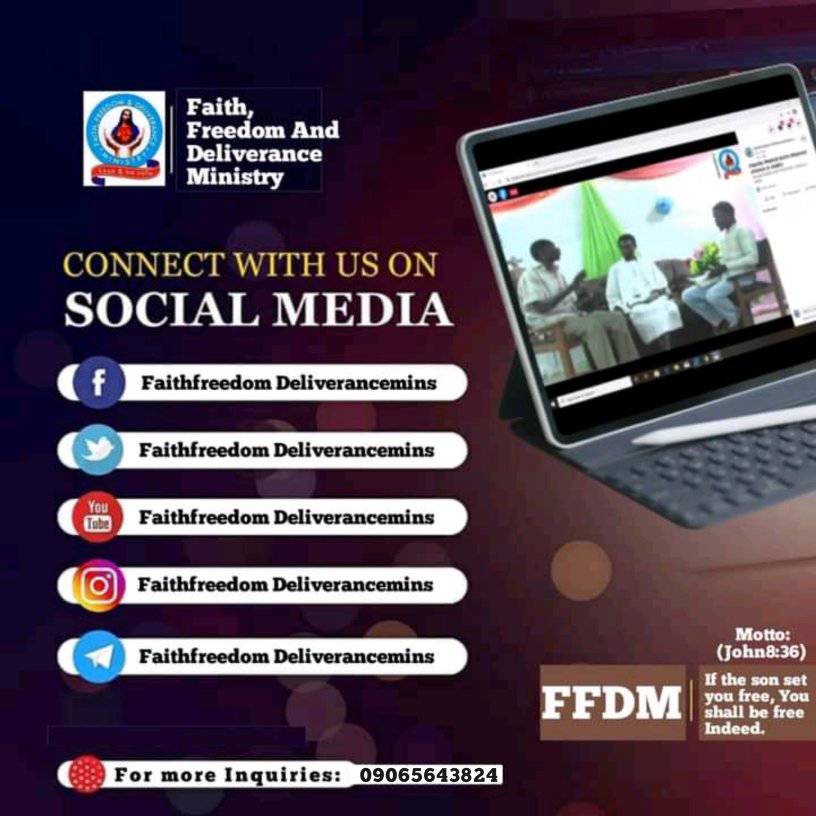 Faith,
Freedom And
Deliverance
Ministry
CONNECT WITH US ON
SOCIAL MEDIA
Faithfreedom Deliverancemins
Faithfreedom Deliverancemins
You
Tube
Faithfreedom Deliverancemins
Faithfreedom Deliverancemins
Faithfreedom Deliverancemins
Motto:
(John8:36)
FFDM
If the son set
you free, You
shall be free
Indeed.
For more Inquiries: 09065643824